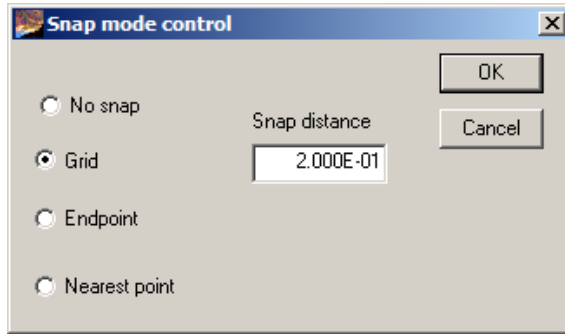 Snap mode control
OK
No snap
Snap distance
Cancel
Grid
2.000E-01
Endpoint
Nearest point